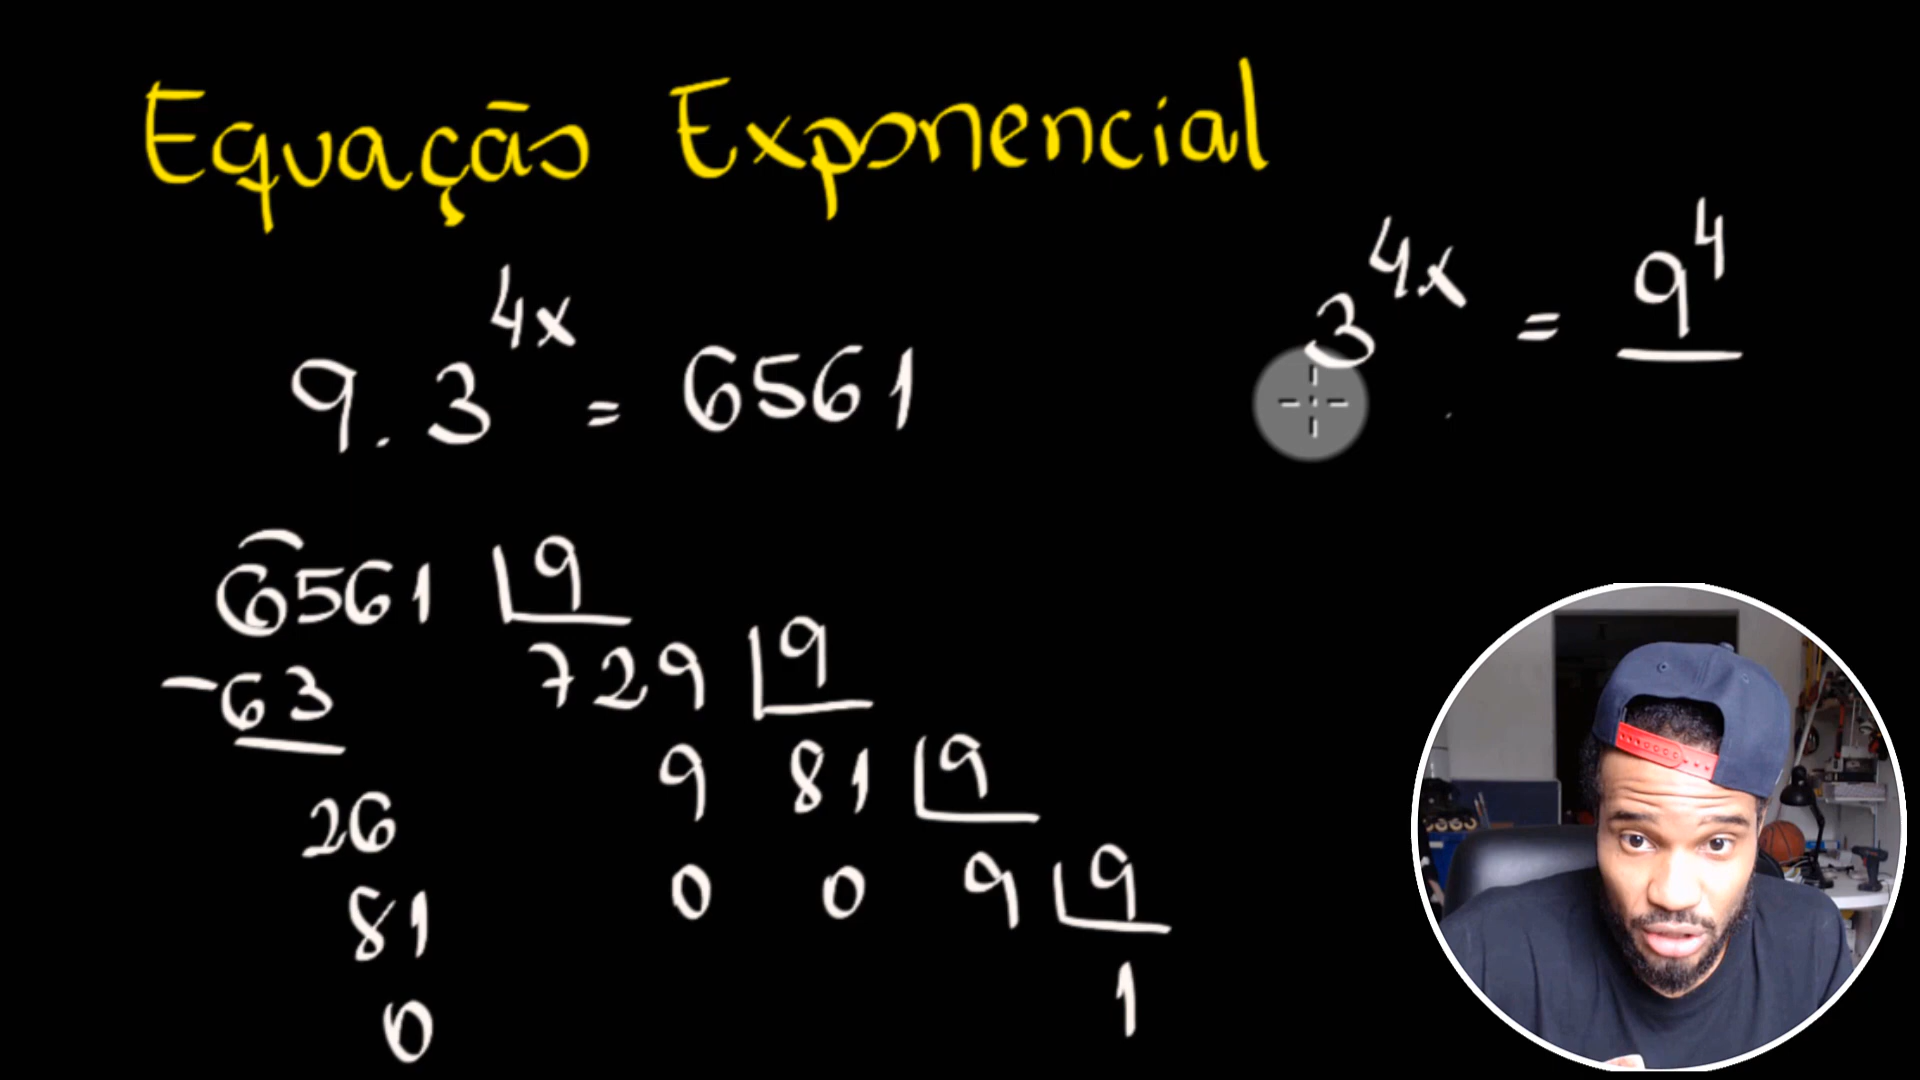 Equação Exponencial
3^4x = 9^4
9 . 3^4x = 6561
6561 9
-63 729 9
26 9 81 9
81 0 0 9 9
0 1